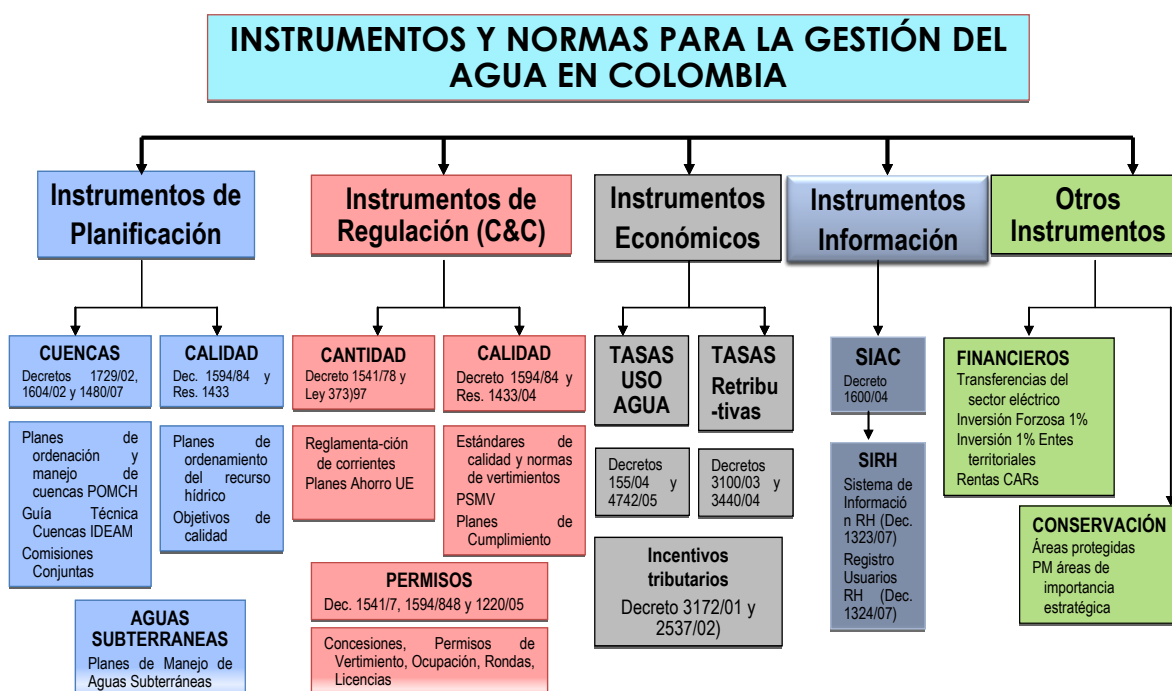 INSTRUMENTOS Y NORMAS PARA LA GESTIÓN DEL
AGUA EN COLOMBIA
Instrumentos de
Planificación
Instrumentos de
Regulación (C&C)
Instrumentos
Económicos
Instrumentos
Información
Otros
Instrumentos
CUENCAS
Decretos 1729/02,
1604/02 y 1480/07
Planes de
ordenación y
manejo de
cuencas POMCH
Guía Técnica
Cuencas IDEAM
Comisiones
Conjuntas
CALIDAD
Dec. 1594/84 y
Res. 1433
Planes de
ordenamiento
del recurso
hídrico
Objetivos de
calidad
AGUAS
SUBTERRANEAS
Planes de Manejo de
Aguas Subterráneas
CANTIDAD
Decreto 1541/78 y
Ley 373)97
Reglamenta-ción
de corrientes
Planes Ahorro UE
CALIDAD
Decreto 1594/84 y
Res. 1433/04
Estándares de
calidad y normas
de vertimientos
PSMV
Planes de
Cumplimiento
PERMISOS
Dec. 1541/7, 1594/848 y 1220/05
Concesiones, Permisos de
Vertimiento, Ocupación, Rondas,
Licencias
TASAS
USO
AGUA
Decretos
155/04 y
4742/05
TASAS
Retribu
-tivas
Decretos
3100/03 y
3440/04
Incentivos
tributarios
Decreto 3172/01 y
2537/02)
SIAC
Decreto
1600/04
SIRH
Sistema de
Informació
n RH (Dec.
1323/07)
Registro
Usuarios
RH (Dec.
1324/07)
FINANCIEROS
Transferencias del
sector eléctrico
Inversión Forzosa 1%
Inversión 1% Entes
territoriales
Rentas CARs
CONSERVACIÓN
Áreas protegidas
PM áreas de
importancia
estratégica